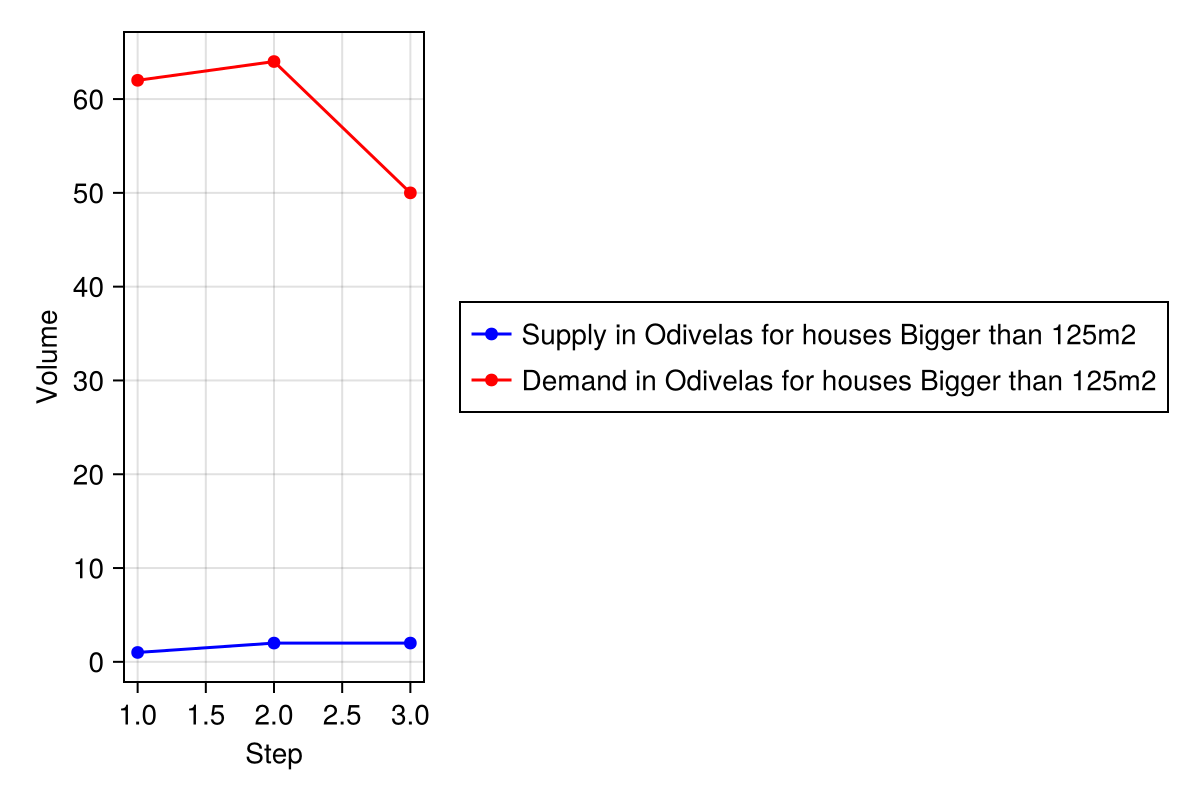 60
50
40
30
20
10
0
Volume
1.0 1.5 2.0 2.5 3.0
Step
Supply in Odivelas for houses Bigger than 125m2
Demand in Odivelas for houses Bigger than 125m2